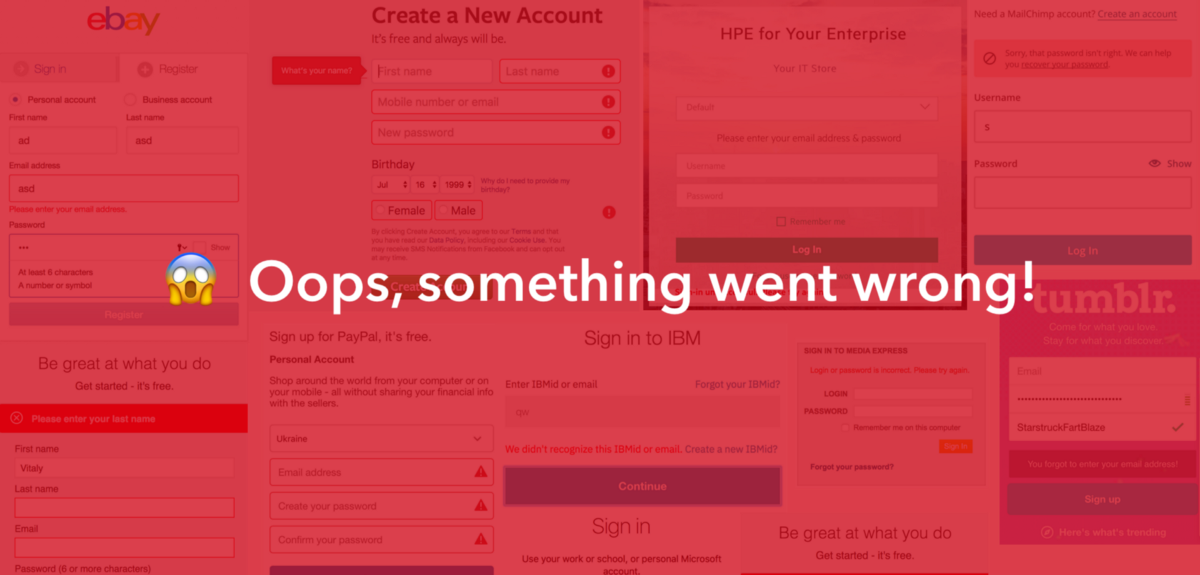 ebay
Sign in
Register
Personal account
Business account
First name
Last name
ad
asd
Email address
asd
Please enter your email address.
Password
•••
Show
At least 6 characters
A number or symbol
Register
Be great at what you do
Get started - it's free.
Please enter your last name
First name
Vitaly
Last name
Email
Password (6 or more characters)
Create a New Account
It's free and always will be.
What's your name?
First name
Last name
Mobile number or email
New password
Birthday
Jul
16
1999
Why do I need to provide my
birthday?
Female
Male
By clicking Create Account, you agree to our Terms and that
you have read our Data Policy, including our Cookie Use. You
may receive SMS Notifications from Facebook and can opt out
at any time.
HPE for Your Enterprise
Your IT Store
Default
Please enter your email address & password
Username
Password
Remember me
Log In
Need a MailChimp account? Create an account
Sorry, that password isn't right. We can help
you recover your password.
Username
$
Password
Show
Log In
Oops, something went wrong!
Sign up for PayPal, it's free.
Personal Account
Shop around the world from your computer or on
your mobile - all without sharing your financial info
with the sellers.
Ukraine
Email address
Create your password
Confirm your password
Sign in to IBM
Enter IBMid or email
Forgot your IBMid?
qw
We didn't recognize this IBMid or email. Create a new IBMid?
Continue
Sign in
Use your work or school, or personal Microsoft
account.
SIGN IN TO MEDIA EXPRESS
Login or password is incorrect. Please try again.
LOGIN
PASSWORD
Remember me on this computer
Sign In
Forgot your password?
Be great at what you do
Get started - it's free.
tumblr.
Come for what you love.
Stay for what you discover.
Email
StarstruckFartBlaze
You forgot to enter your email address!
Sign up
Here's what's trending